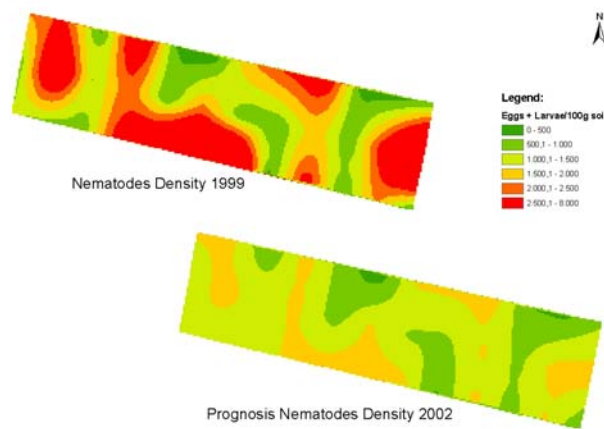 N
Legend:
Eggs + Larvae/100g soi
0 - 500
500,1 - 1.000
1.000,1 - 1.500
1.500,1 - 2.000
2.000,1 - 2.500
2.500,1 - 8.000
Nematodes Density 1999
Prognosis Nematodes Density 2002